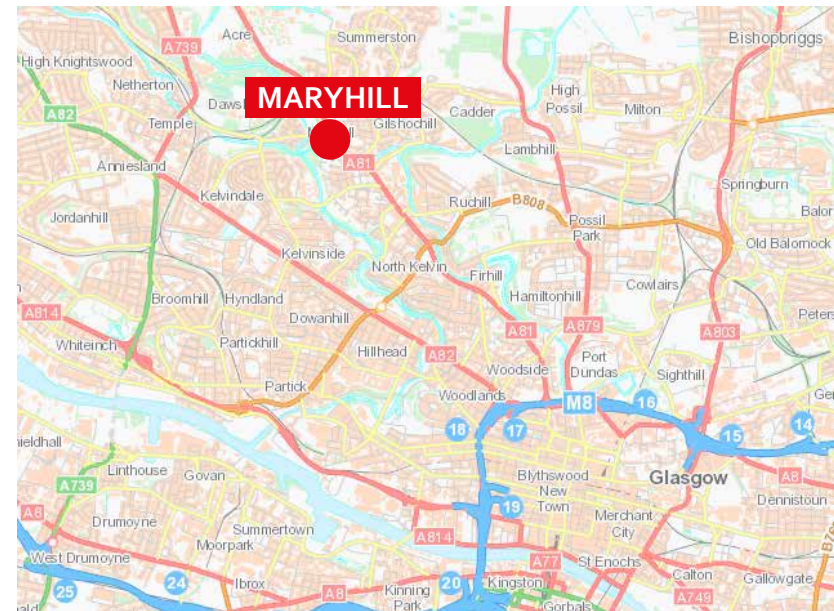 Acre
Summerston
Bishopbriggs
A739
High Knightswood
Netherton
MARYHILL
High
Possil
Cadder
Milton
A82
Temple
Gilshochill
Lambhill
A81
Anniesland
Springburn
Kelvindale
Ruchill
B808
Jordanhill
Possil
Park
Balor
Old Balornock
Kelvinside
North Kelvin
Firhill
Cowlairs
Broomhill
Hyndland
Hamiltonhill
A814
Dowanhill
Peters
A81
A879
A803
Whiteinch
Partickhill
Hillhead
A82
Woodside
Port
Dundas
Sighthill
Partick
Woodlands
M8
16
18
17
15
14
Linthouse
Govan
Blythswood
New
Town
Glasgow
A8
A739
19
Dennistoun
A8
Drumoyne
Summertown
Merchant
City
Moorpark
A814
West Drumoyne
A77
St Enochs
25
24
Ibrox
A8
Kinning
Park
20
Kingston
Calton
Gallowgate
A749
Gorbals